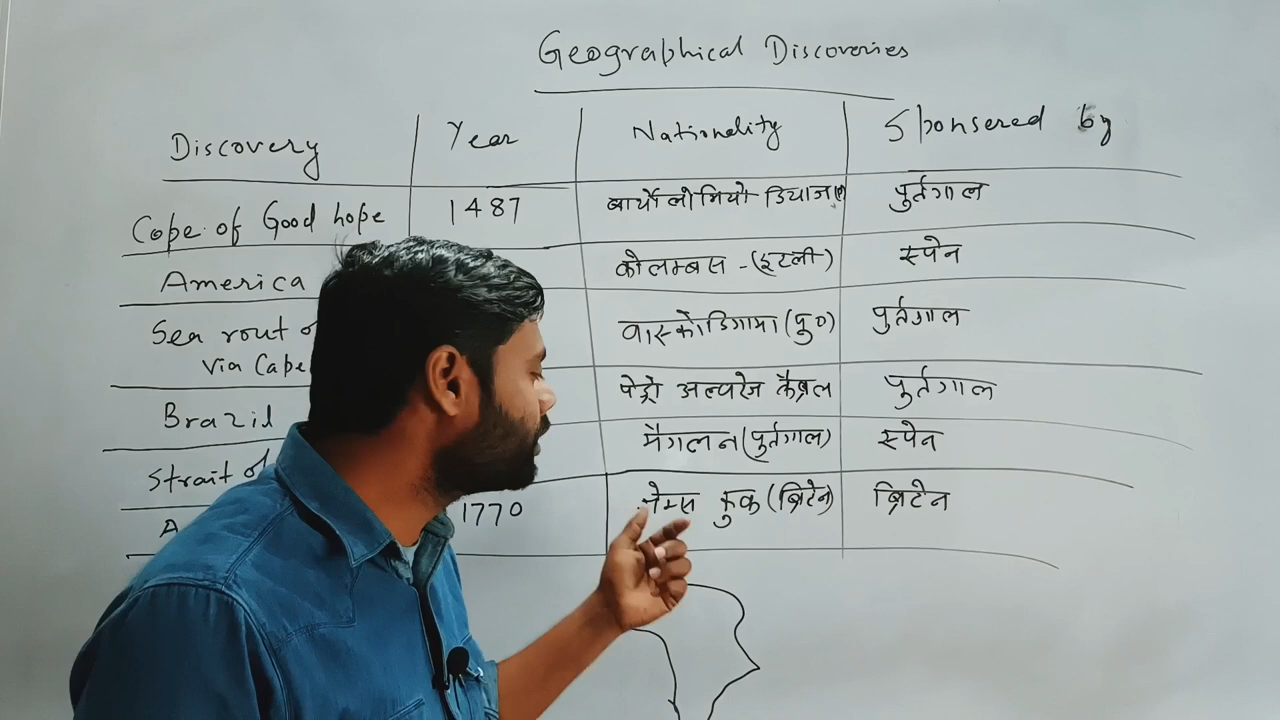 Geographical Discoveries
Discovery Year Nationality Sponsered by
Cape of Good hope 1487 बार्थोलोमियो डियाज पुर्तगाल
America कोलम्बस - (इटली) स्पेन
Sea rout वास्कोडिगामा (पु०) पुर्तगाल
via Cape
Brazil पेड्रो अल्वरेज कैब्रल पुर्तगाल
Strait of मैगलन (पुर्तगाल) स्पेन
A 1770 जेम्स कुक (ब्रिटेन) ब्रिटेन